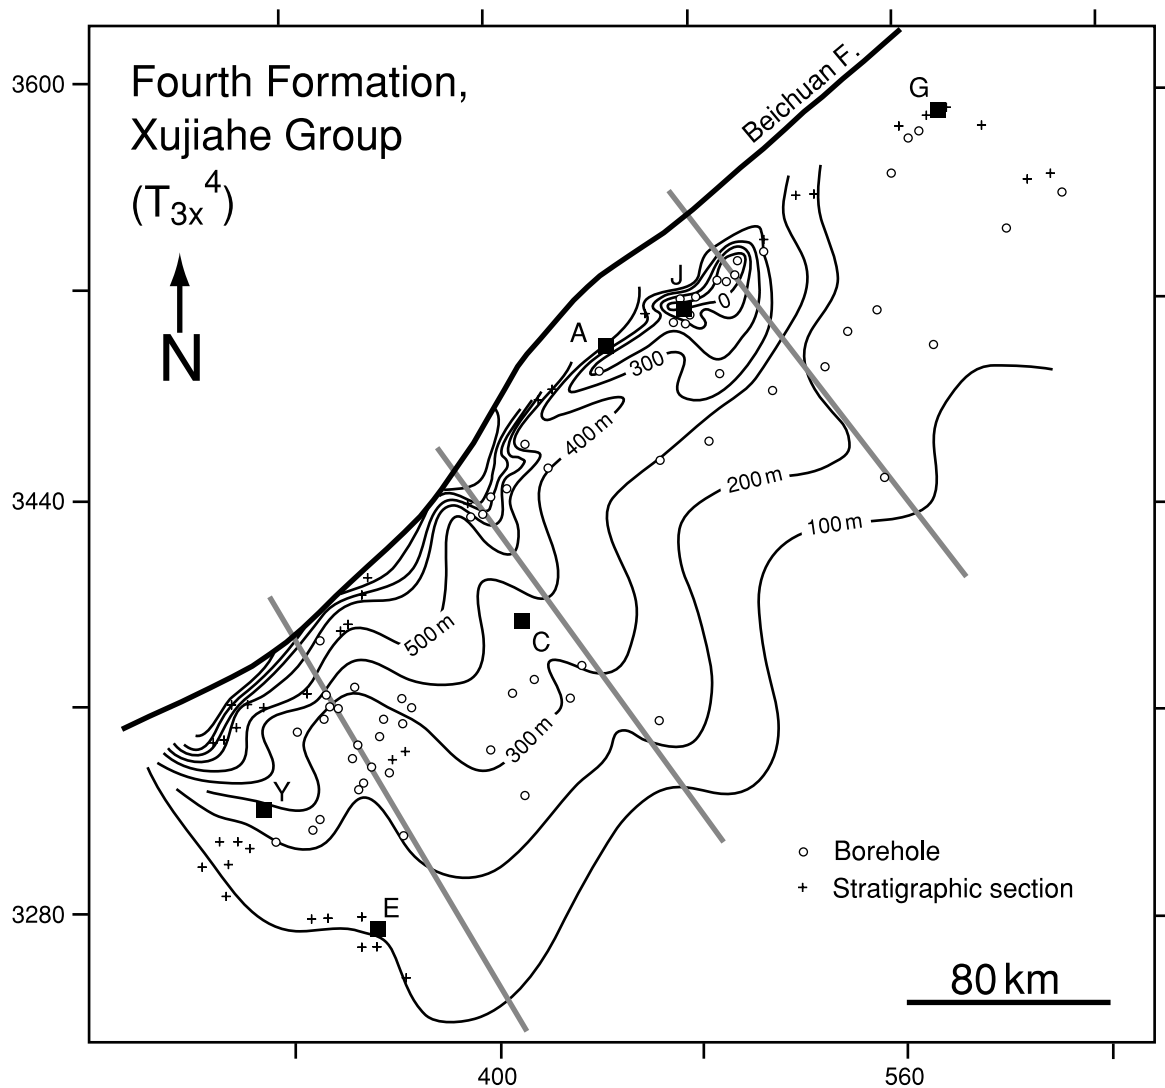 Fourth Formation,
Xujiahe Group
(T3x4)
N
Beichuan F.
G
J
A
0
300
400 m
200 m
100 m
500 m
C
300 m
Y
E
Borehole
Stratigraphic section
80 km
3600
3440
3280
400
560